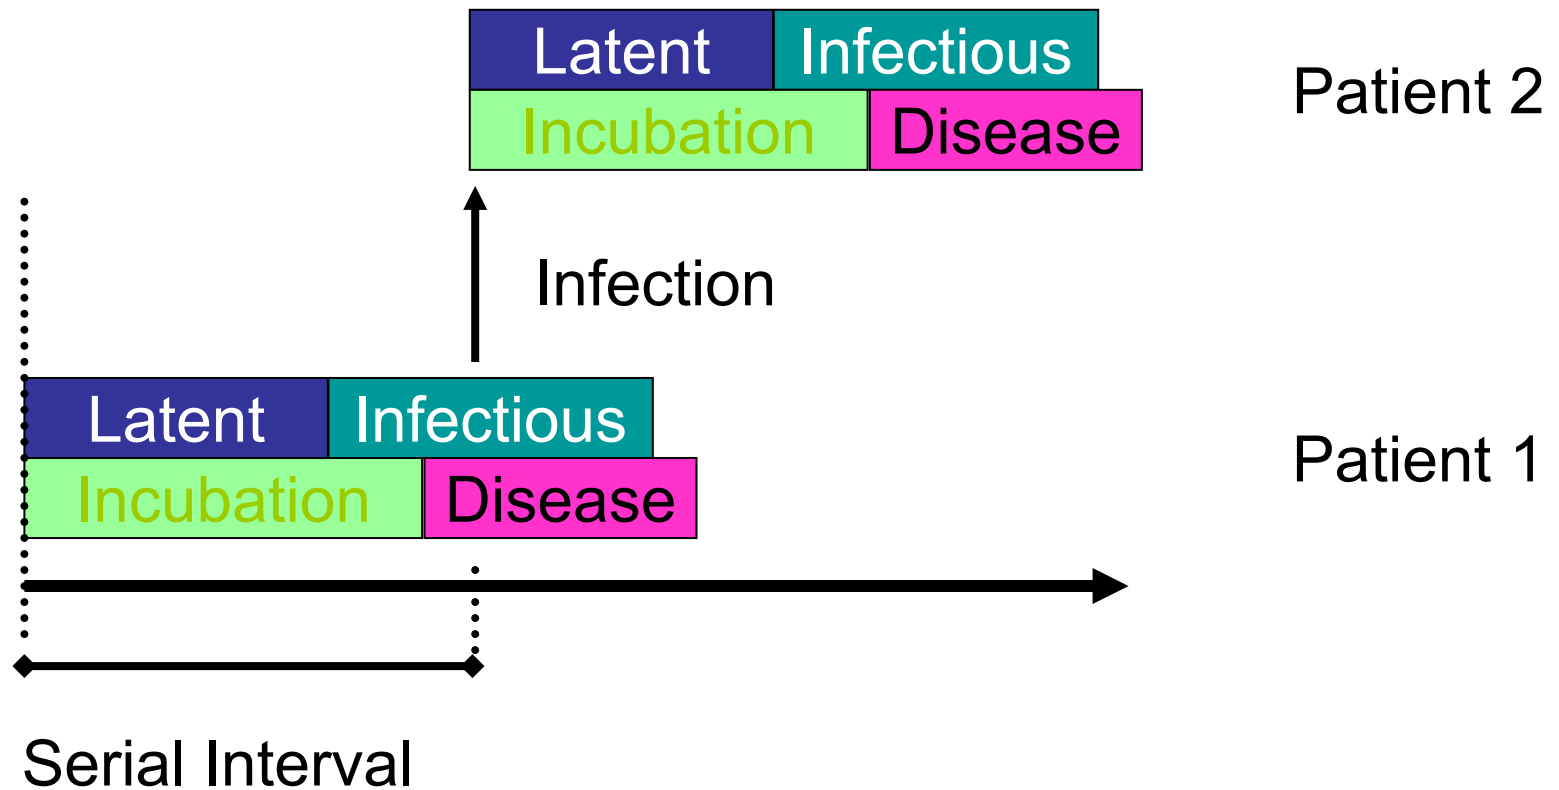 Latent Infectious
Patient 2
Incubation Disease
Infection
Latent Infectious
Patient 1
Incubation Disease
Serial Interval